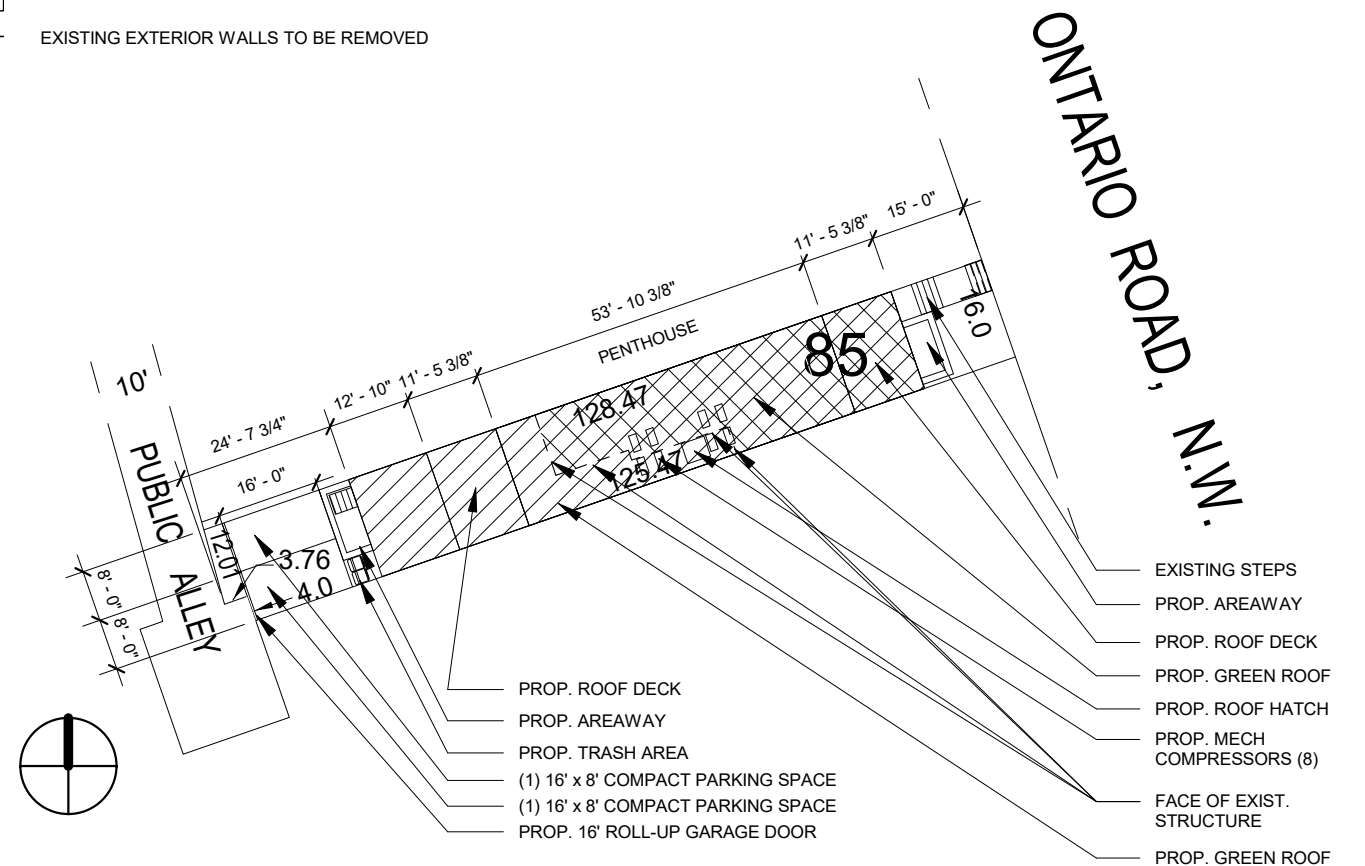 EXISTING EXTERIOR WALLS TO BE REMOVED
ONTARIO ROAD, N.W.
15' - 0"
11' - 5 3/8"
53' - 10 3/8"
PENTHOUSE
11' - 5 3/8"
12' - 10"
24' - 7 3/4"
16' - 0"
10'
PUBLIC ALLEY
85
16.0
128.47
125.47
12.01
3.76
4.0
8' - 0"
8' - 0"
PROP. ROOF DECK
PROP. AREAWAY
PROP. TRASH AREA
(1) 16' x 8' COMPACT PARKING SPACE
(1) 16' x 8' COMPACT PARKING SPACE
PROP. 16' ROLL-UP GARAGE DOOR
EXISTING STEPS
PROP. AREAWAY
PROP. ROOF DECK
PROP. GREEN ROOF
PROP. ROOF HATCH
PROP. MECH
COMPRESSORS (8)
FACE OF EXIST.
STRUCTURE
PROP. GREEN ROOF